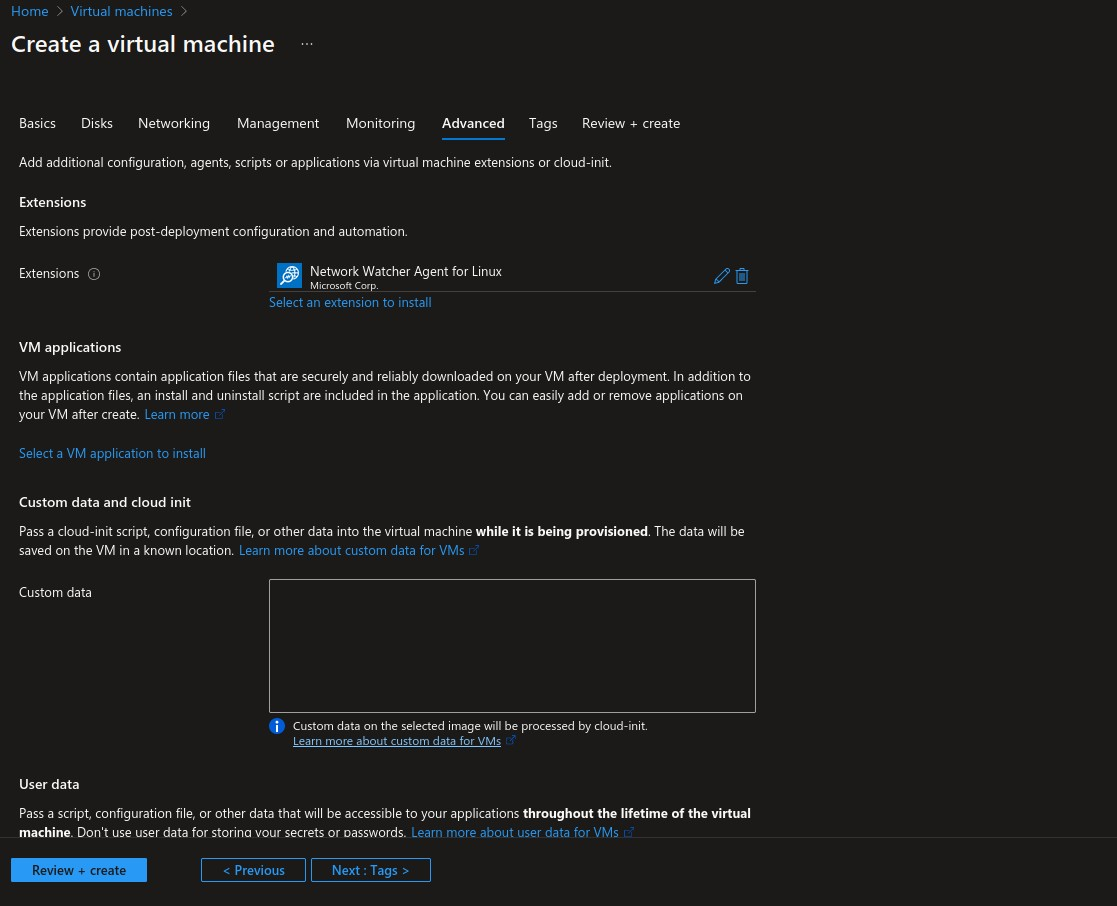 Home > Virtual machines >
Create a virtual machine ...
Basics Disks Networking Management Monitoring Advanced Tags Review + create
Add additional configuration, agents, scripts or applications via virtual machine extensions or cloud-init.
Extensions
Extensions provide post-deployment configuration and automation.
Extensions
Network Watcher Agent for Linux
Microsoft Corp.
Select an extension to install
VM applications
VM applications contain application files that are securely and reliably downloaded on your VM after deployment. In addition to
the application files, an install and uninstall script are included in the application. You can easily add or remove applications on
your VM after create. Learn more
Select a VM application to install
Custom data and cloud init
Pass a cloud-init script, configuration file, or other data into the virtual machine while it is being provisioned. The data will be
saved on the VM in a known location. Learn more about custom data for VMs
Custom data
Custom data on the selected image will be processed by cloud-init.
Learn more about custom data for VMs
User data
Pass a script, configuration file, or other data that will be accessible to your applications throughout the lifetime of the virtual
machine. Don't use user data for storing your secrets or passwords. Learn more about user data for VMs
Review + create < Previous Next : Tags >